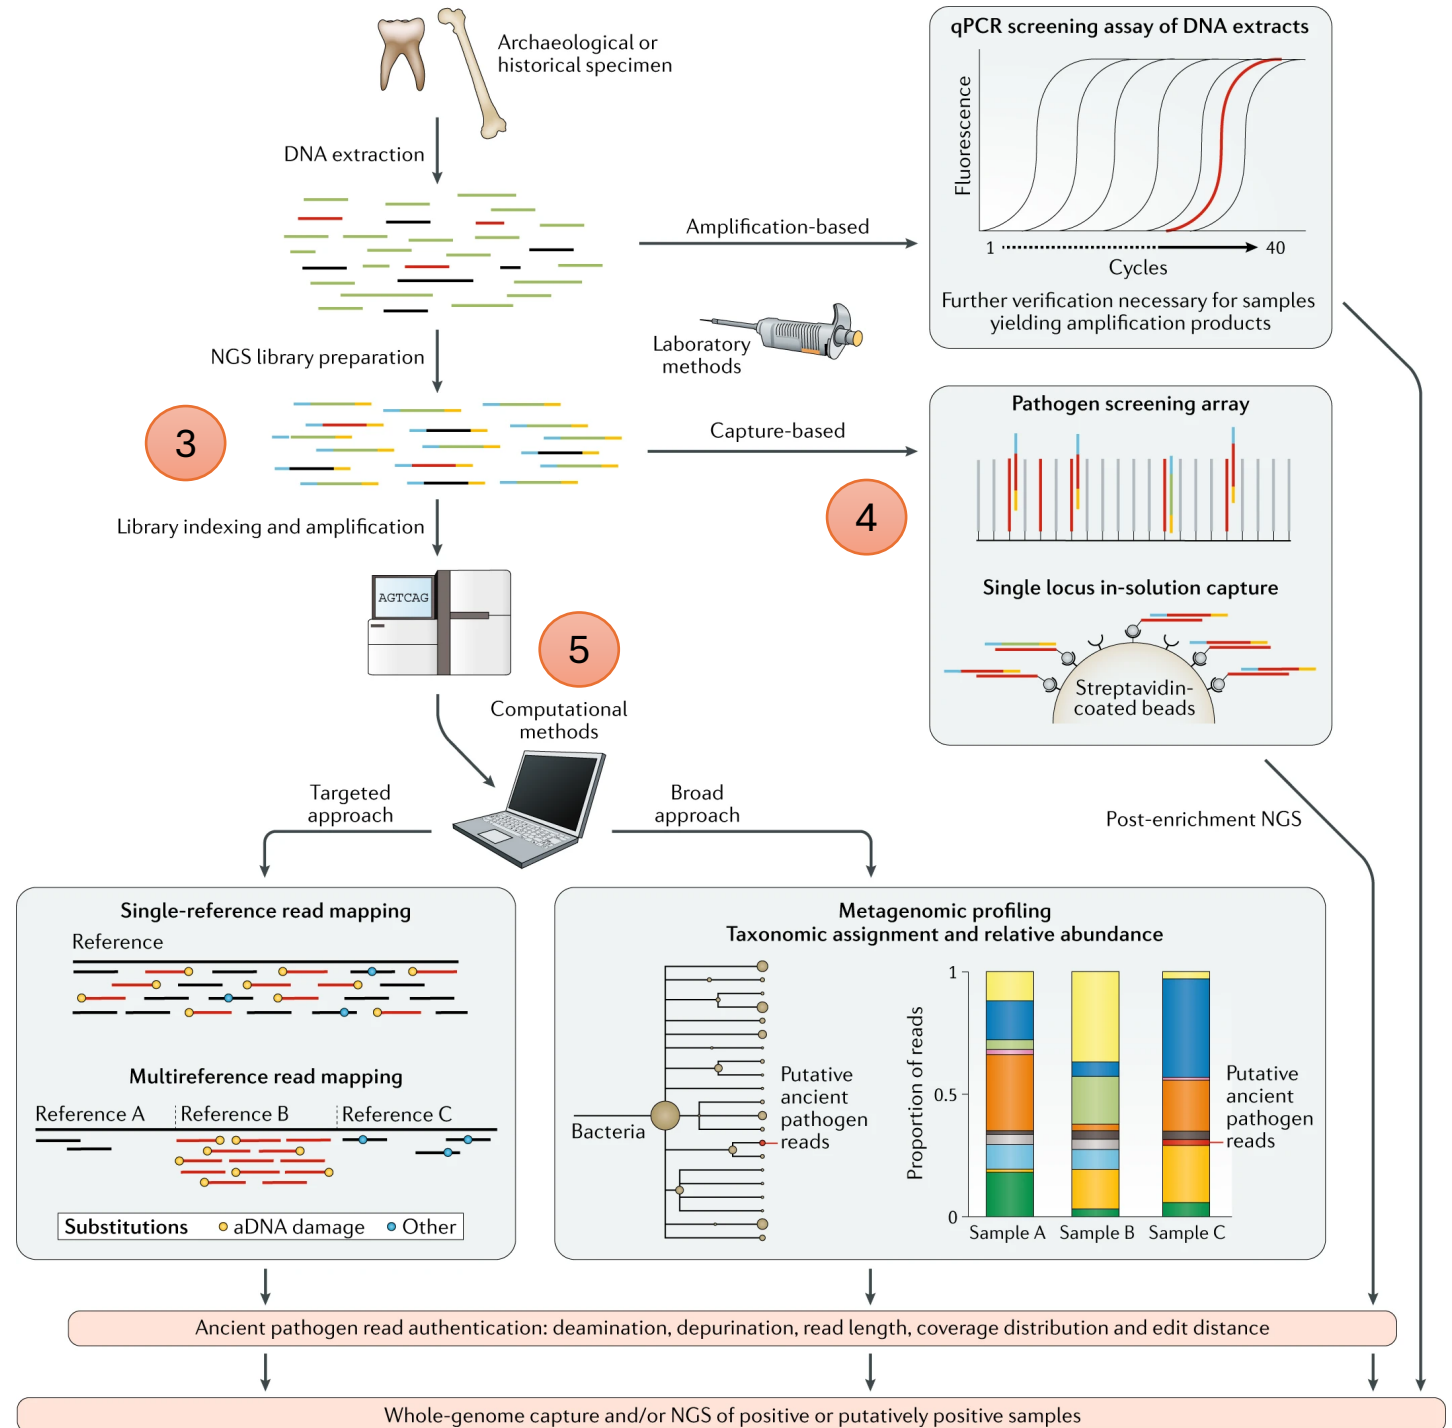 Archaeological or
historical specimen
DNA extraction
Amplification-based
qPCR screening assay of DNA extracts
Fluorescence
1
40
Cycles
Further verification necessary for samples
yielding amplification products
NGS library preparation
Laboratory
methods
3
Capture-based
4
Pathogen screening array
Single locus in-solution capture
Streptavidin-
coated beads
Library indexing and amplification
AGTCAG
5
Computational
methods
Targeted
approach
Broad
approach
Post-enrichment NGS
Single-reference read mapping
Reference
Multireference read mapping
Reference A
Reference B
Reference C
Substitutions
aDNA damage
Other
Metagenomic profiling
Taxonomic assignment and relative abundance
Bacteria
Putative
ancient
pathogen
reads
Proportion of reads
1
0.5
0
Sample A
Sample B
Sample C
Putative
ancient
pathogen
reads
Ancient pathogen read authentication: deamination, depurination, read length, coverage distribution and edit distance
Whole-genome capture and/or NGS of positive or putatively positive samples